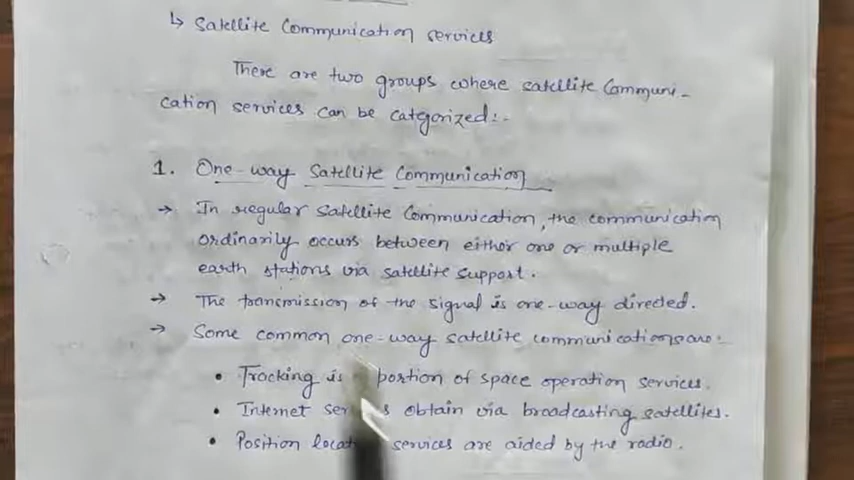 ↳ Satellite Communication services
There are two groups where satellite Communi-
cation services can be categorized:-
1. One-way Satellite Communication
→ In regular Satellite Communication, the communication
ordinarily occurs between either one or multiple
earth stations via satellite support.
→ The transmission of the signal is one-way directed.
→ Some common one-way satellite communications are:
• Tracking is portion of space operation services.
• Internet obtain via broadcasting satellites.
• Position services are aided by the radio.